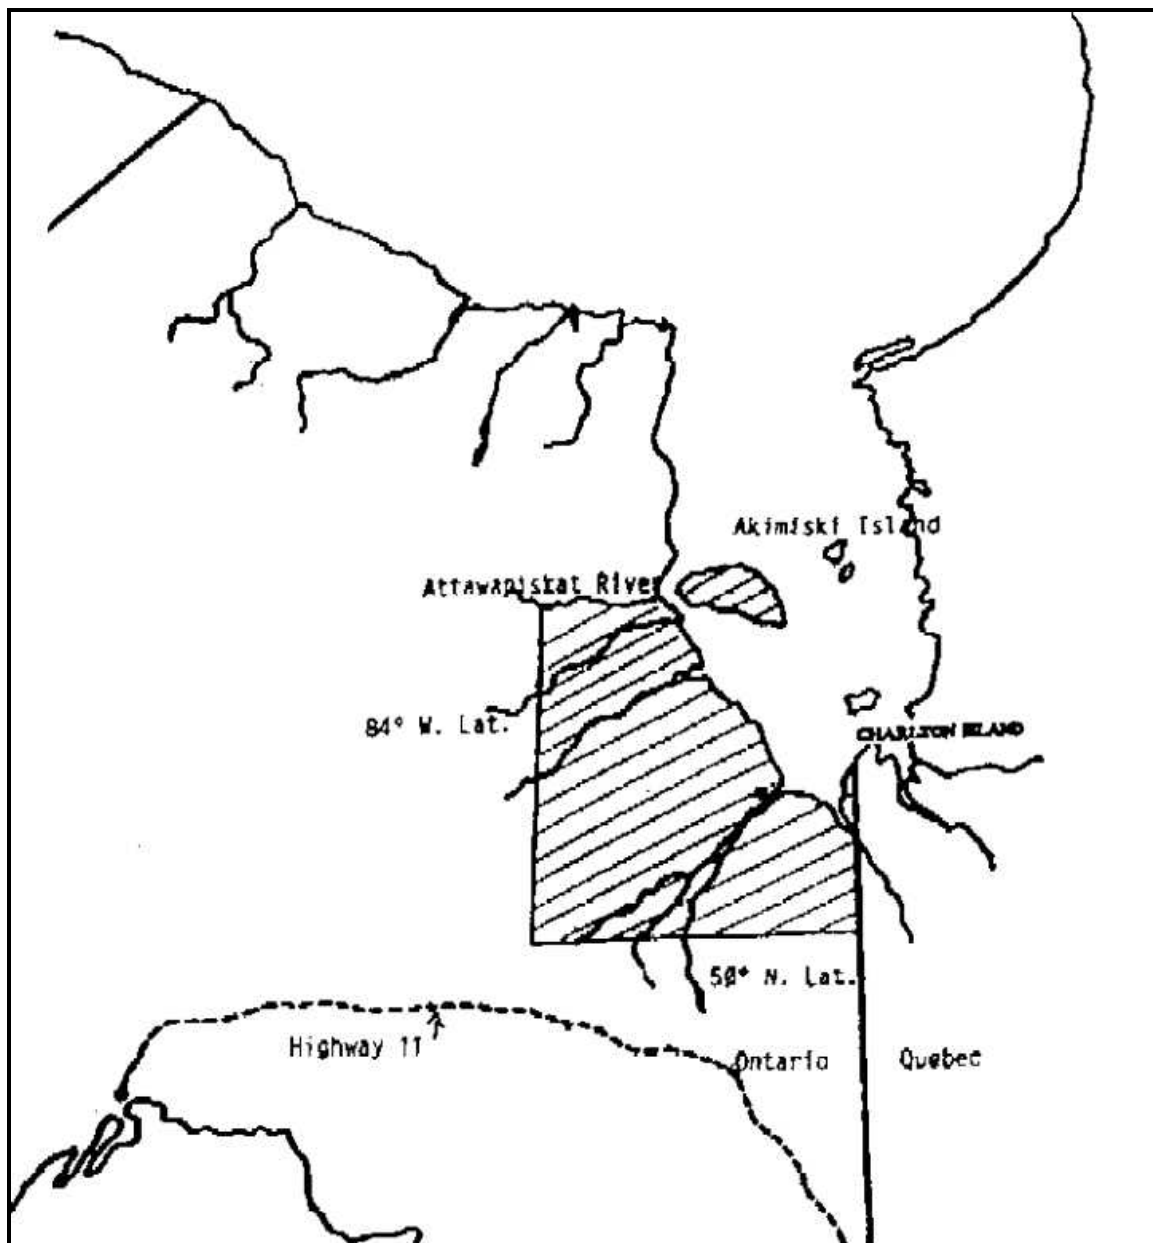 Akimiski Island
Attawapiskat River
84° W. Lat.
CHARLTON ISLAND
50° N. Lat.
Highway 11
Ontario
Quebec